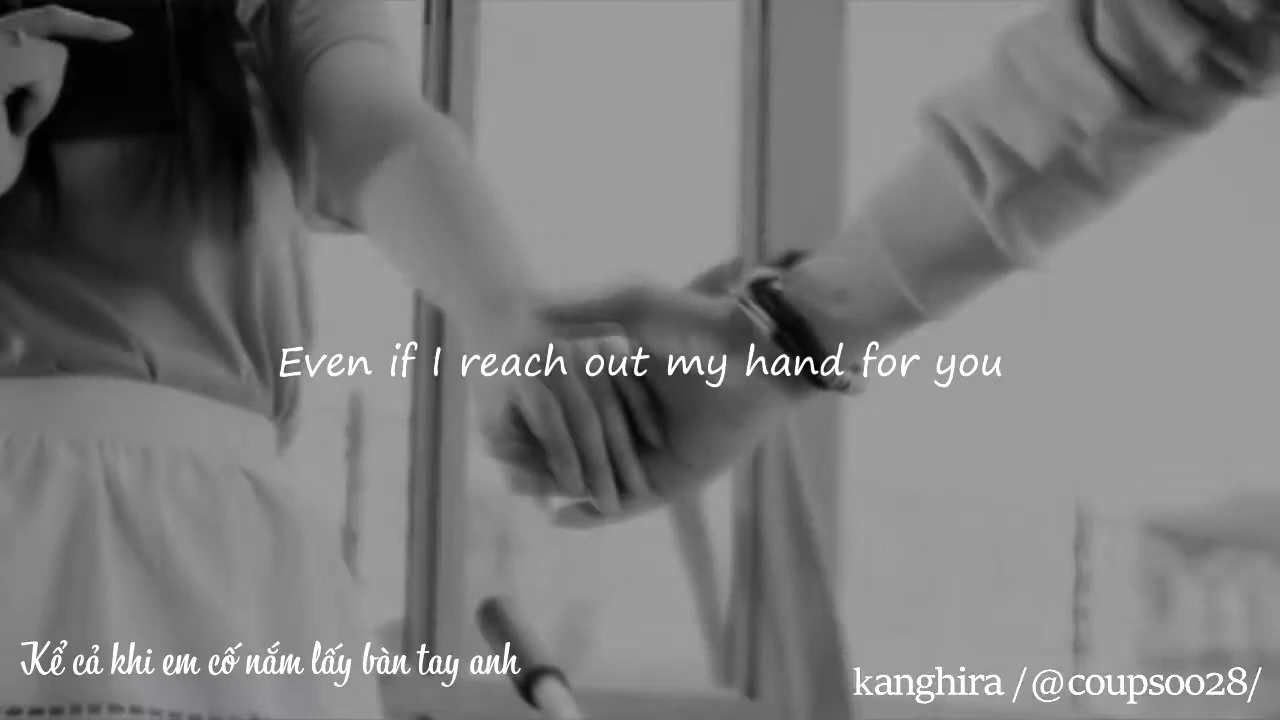 Even if I reach out my hand for you
Kể cả khi em cố nắm lấy bàn tay anh
kanghira /@coupsoo28/